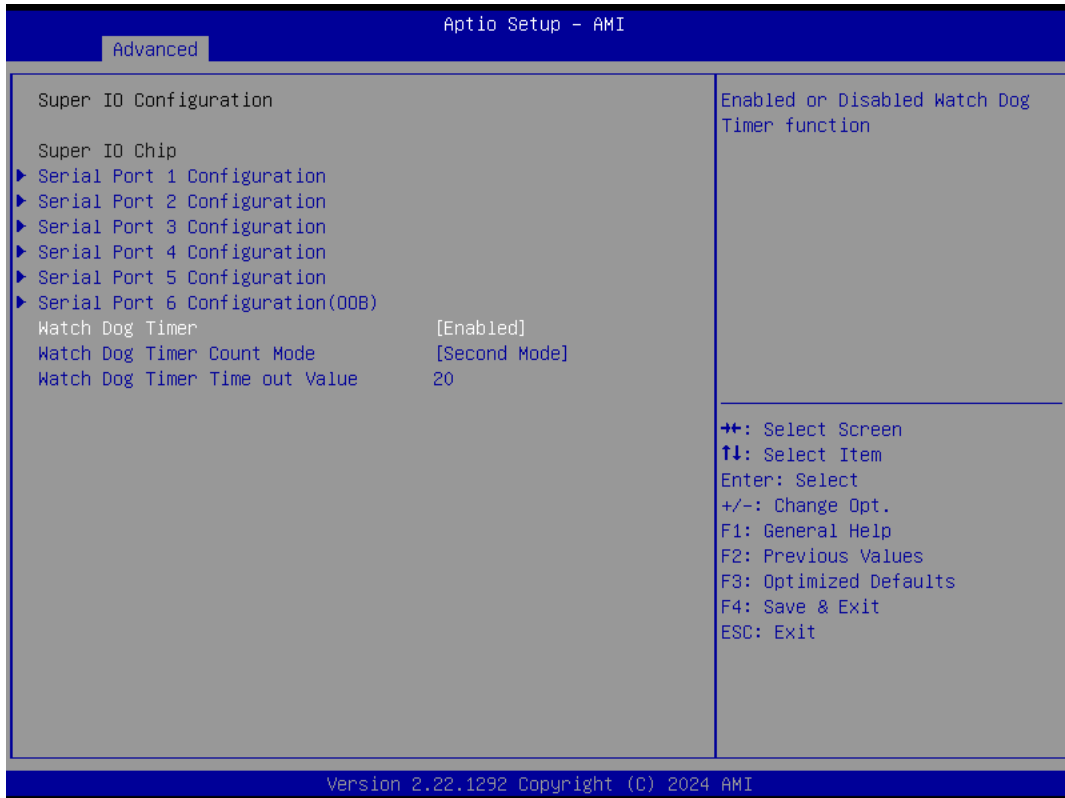 Aptio Setup – AMI
Advanced
Super IO Configuration
Super IO Chip
▶ Serial Port 1 Configuration
▶ Serial Port 2 Configuration
▶ Serial Port 3 Configuration
▶ Serial Port 4 Configuration
▶ Serial Port 5 Configuration
▶ Serial Port 6 Configuration(OOB)
Watch Dog Timer [Enabled]
Watch Dog Timer Count Mode [Second Mode]
Watch Dog Timer Time out Value 20
Enabled or Disabled Watch Dog
Timer function
→←: Select Screen
↑↓: Select Item
Enter: Select
+/-: Change Opt.
F1: General Help
F2: Previous Values
F3: Optimized Defaults
F4: Save & Exit
ESC: Exit
Version 2.22.1292 Copyright (C) 2024 AMI